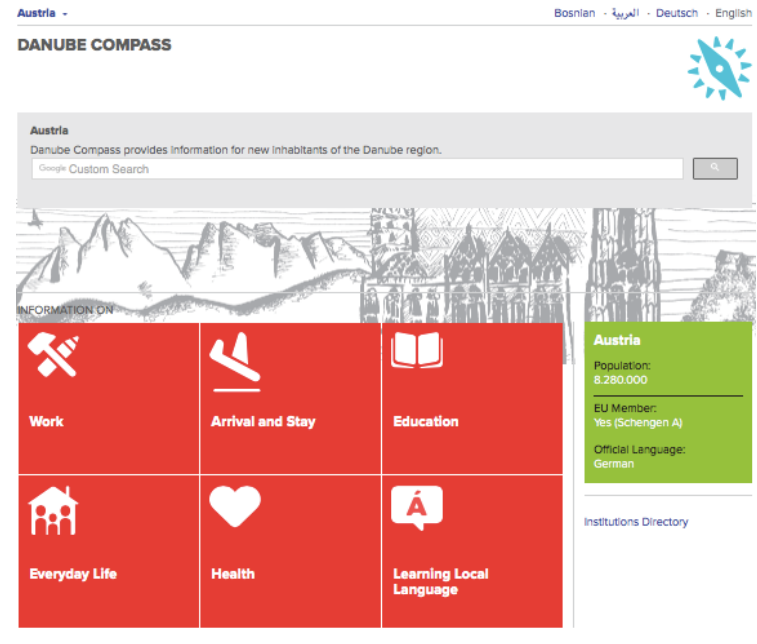 Austria
Bosnian - العربية - Deutsch - English
DANUBE COMPASS
Austria
Danube Compass provides information for new inhabitants of the Danube region.
Google Custom Search
INFORMATION ON
Work
Arrival and Stay
Education
Austria
Population:
8.280.000
EU Member:
Yes (Schengen A)
Official Language:
German
Everyday Life
Health
Á
Learning Local
Language
Institutions Directory